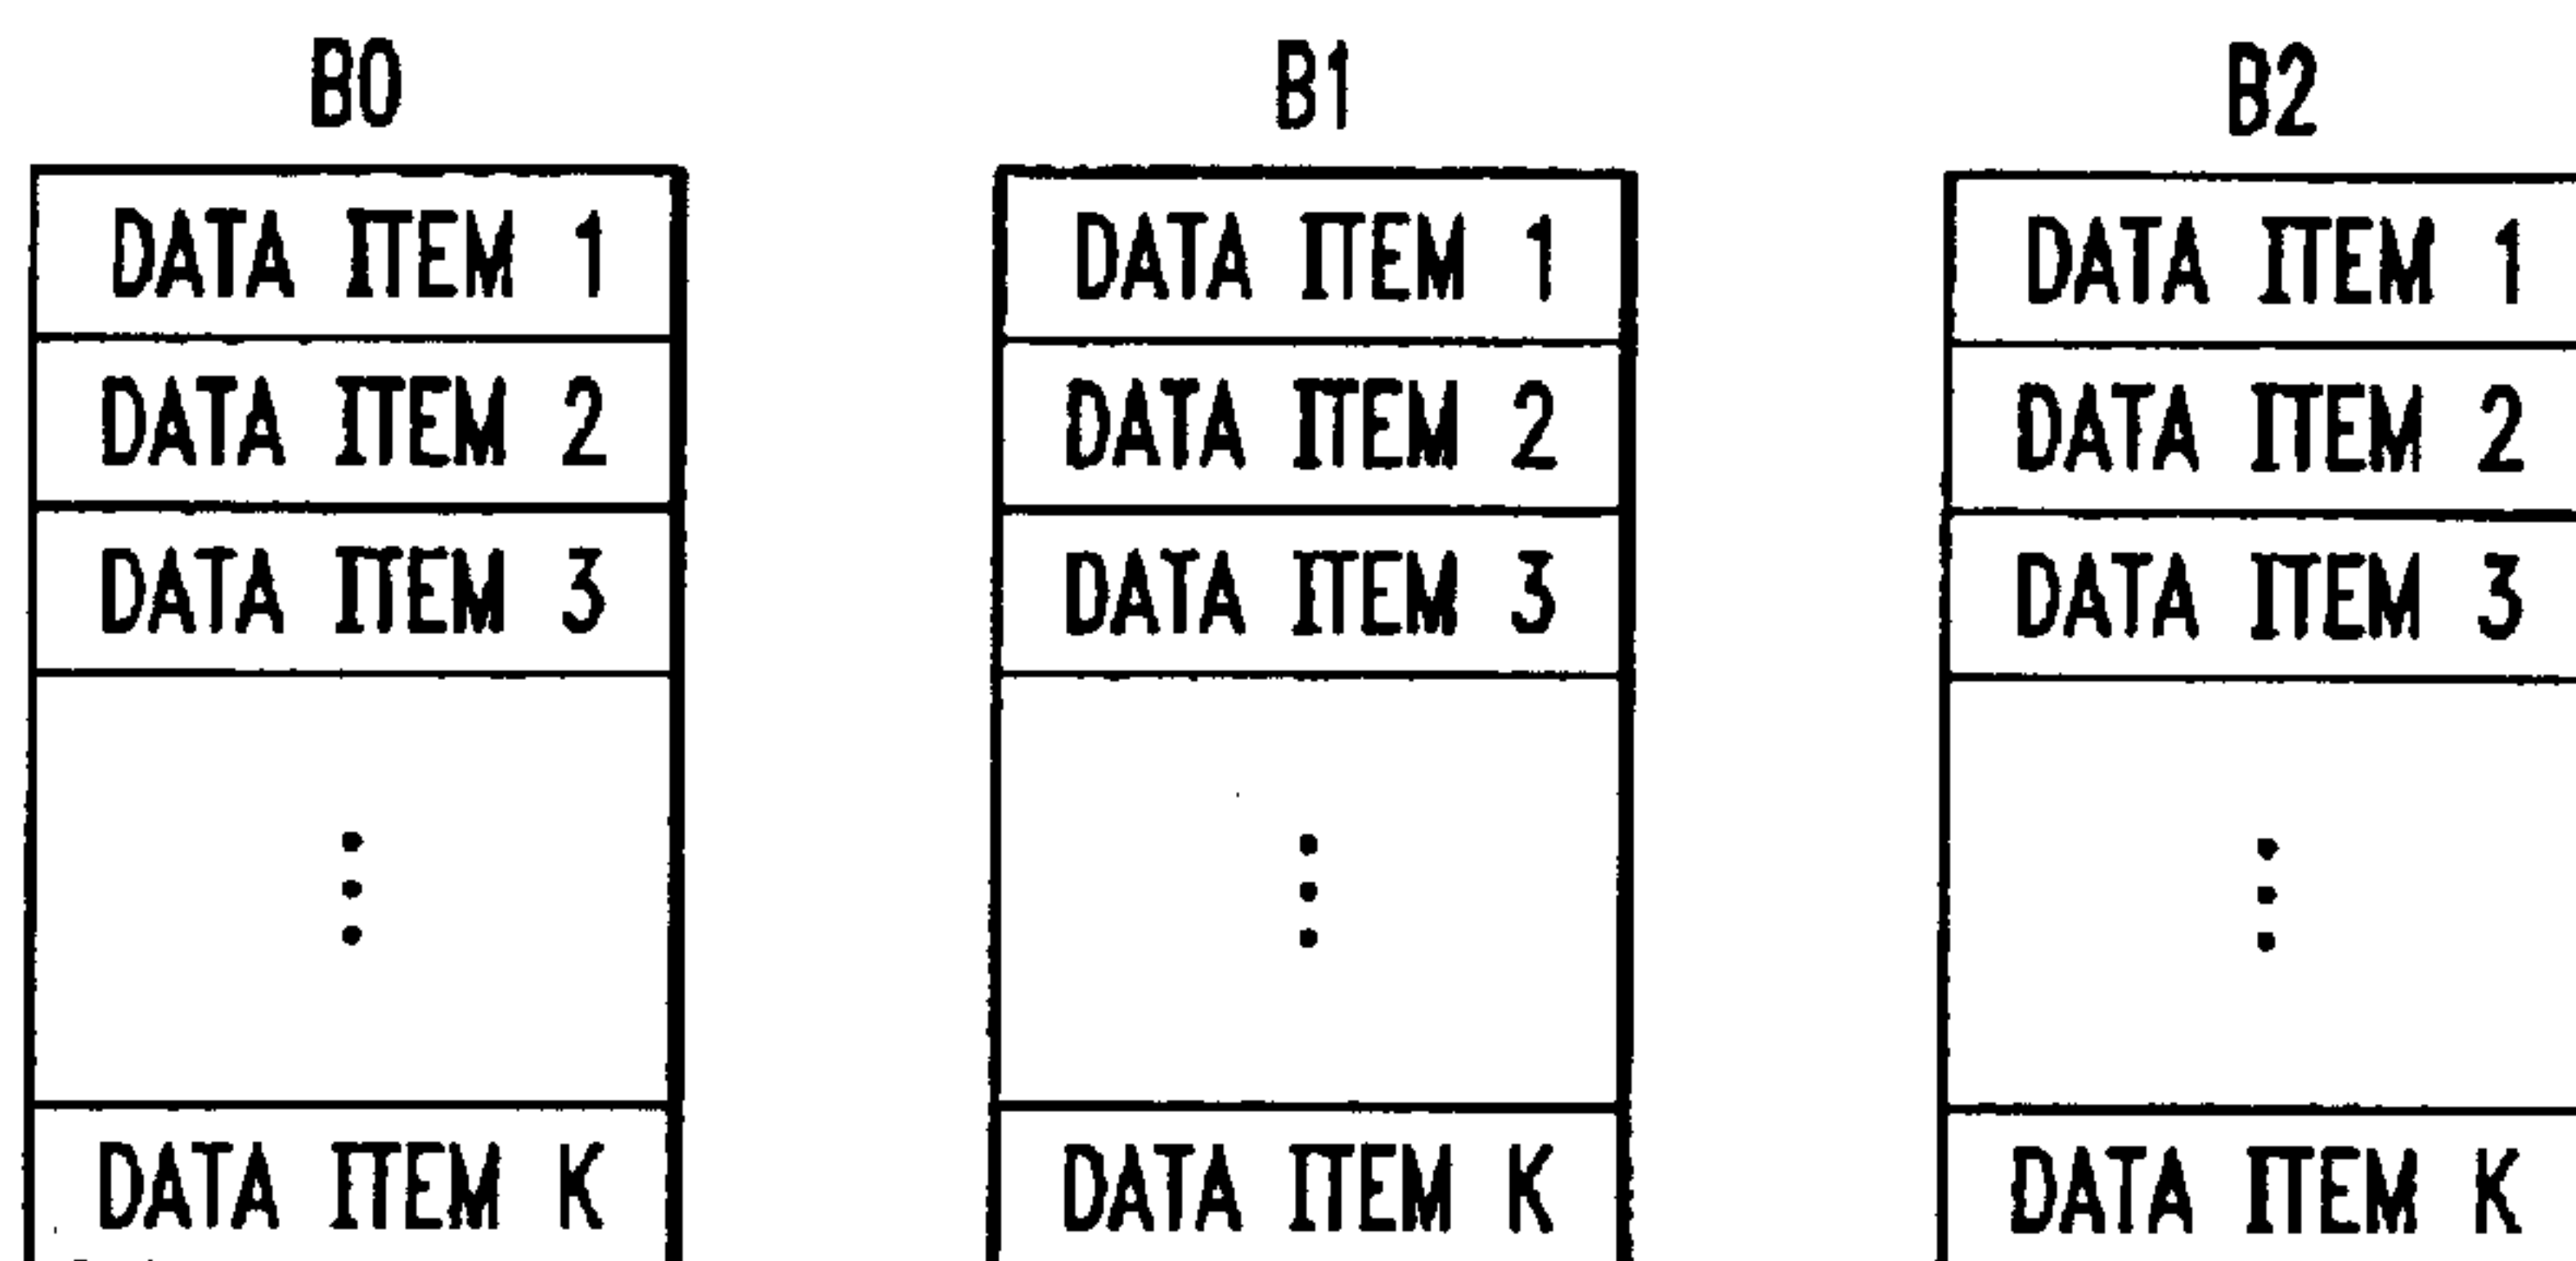 B0 B1 B2
DATA ITEM 1 DATA ITEM 1 DATA ITEM 1
DATA ITEM 2 DATA ITEM 2 DATA ITEM 2
DATA ITEM 3 DATA ITEM 3 DATA ITEM 3
DATA ITEM K DATA ITEM K DATA ITEM K